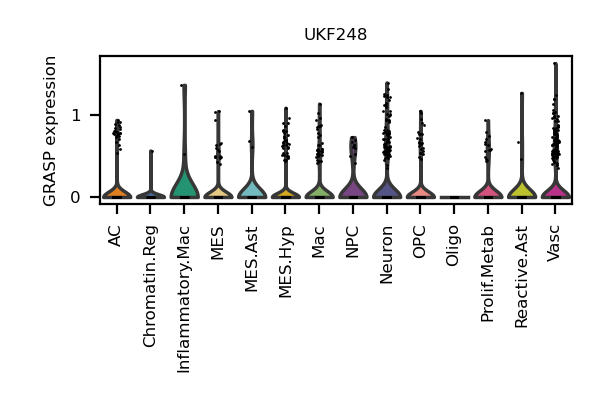 UKF248
GRASP expression
1
0
AC
Chromatin.Reg
Inflammatory.Mac
MES
MES.Ast
MES.Hyp
Mac
NPC
Neuron
OPC
Oligo
Prolif.Metab
Reactive.Ast
Vasc